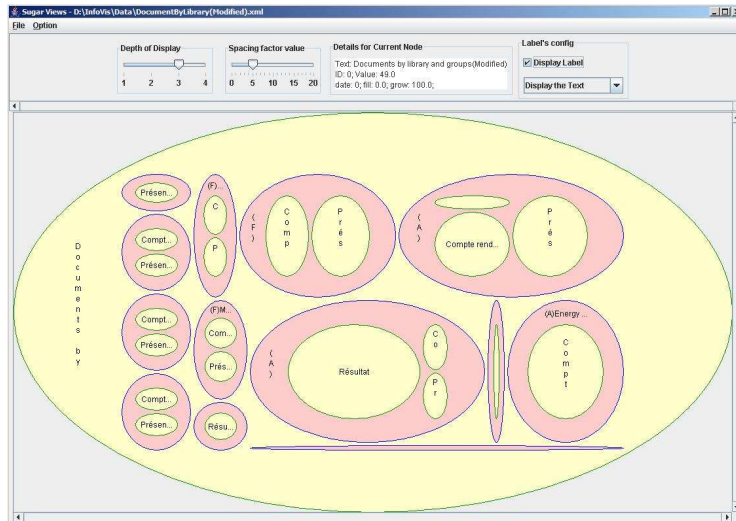 Sugar Views - D:\InfoVis\Data\DocumentByLibrary(Modified).xml
File Option
Depth of Display
1 2 3 4
Spacing factor value
0 5 10 15 20
Details for Current Node
Text: Documents by library and groups(Modified)
ID: 0; Value: 49.0
date: 0; fill: 0.0; grow: 100.0;
Label's config
Display Label
Display the Text
Documents by
Présen...
Compt...
Présen...
Compt...
Présen...
Compt...
Présen...
(F)...
C
P
(F)M...
Com...
Prés...
Résu...
(F)
Comp
Prés
(A)
Compte rend...
Prés
(A)
Résultat
Co
Pr
(A)Energy ...
Compt